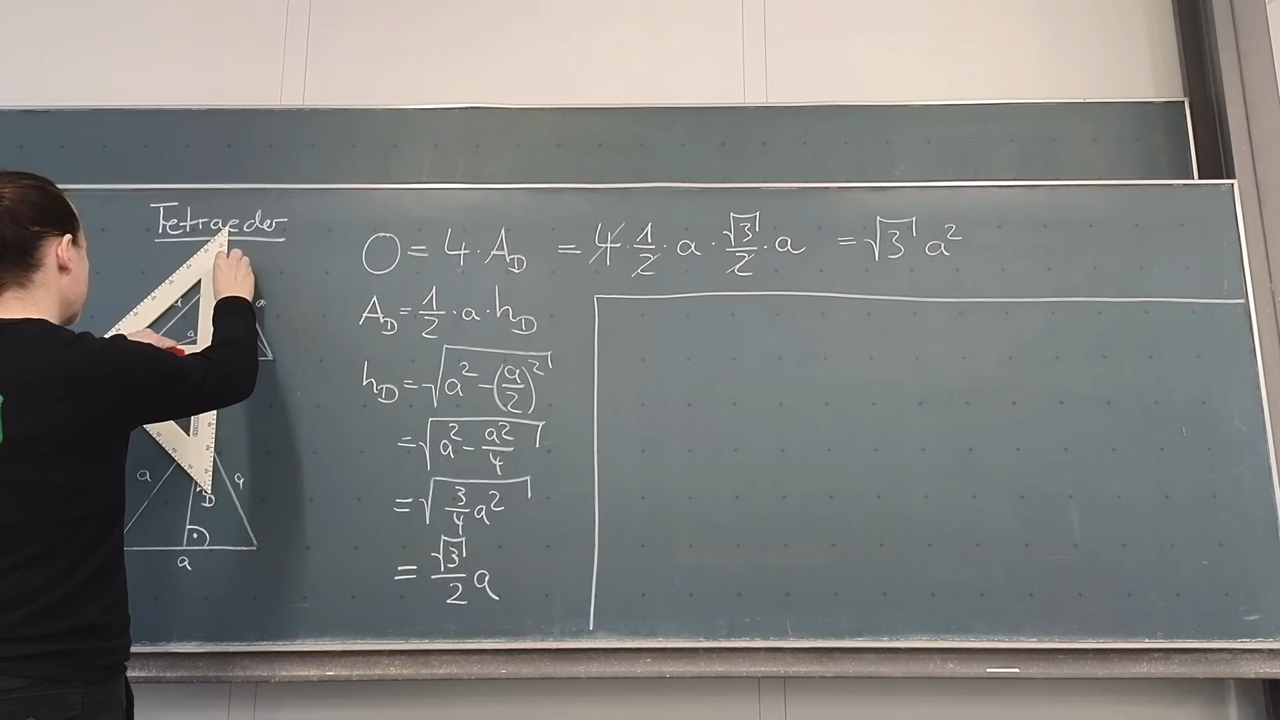 Tetraeder
O = 4 · A_D = 4 · 1/2 · a · √3/2 · a = √3 a²
A_D = 1/2 · a · h_D
h_D = √(a² − (a/2)²)
= √(a² − a²/4)
= √(3/4 a²)
= √3/2 a
a
a
a a
D
a